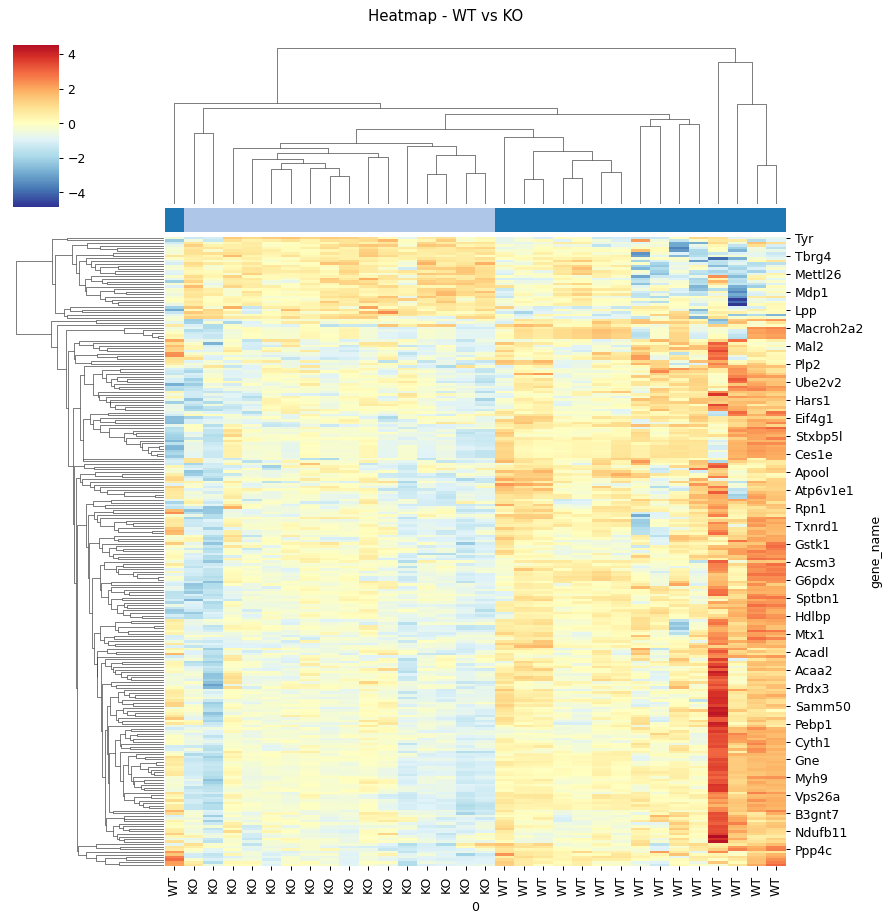 Heatmap - WT vs KO
4
2
0
−2
−4
Tyr
Tbrg4
Mettl26
Mdp1
Lpp
Macroh2a2
Mal2
Plp2
Ube2v2
Hars1
Eif4g1
Stxbp5l
Ces1e
Apool
Atp6v1e1
Rpn1
Txnrd1
Gstk1
Acsm3
G6pdx
Sptbn1
Hdlbp
Mtx1
Acadl
Acaa2
Prdx3
Samm50
Pebp1
Cyth1
Gne
Myh9
Vps26a
B3gnt7
Ndufb11
Ppp4c
gene_name
WT KO KO KO KO KO KO KO KO KO KO KO KO KO KO KO KO WT WT WT WT WT WT WT WT WT WT WT WT WT WT WT
0